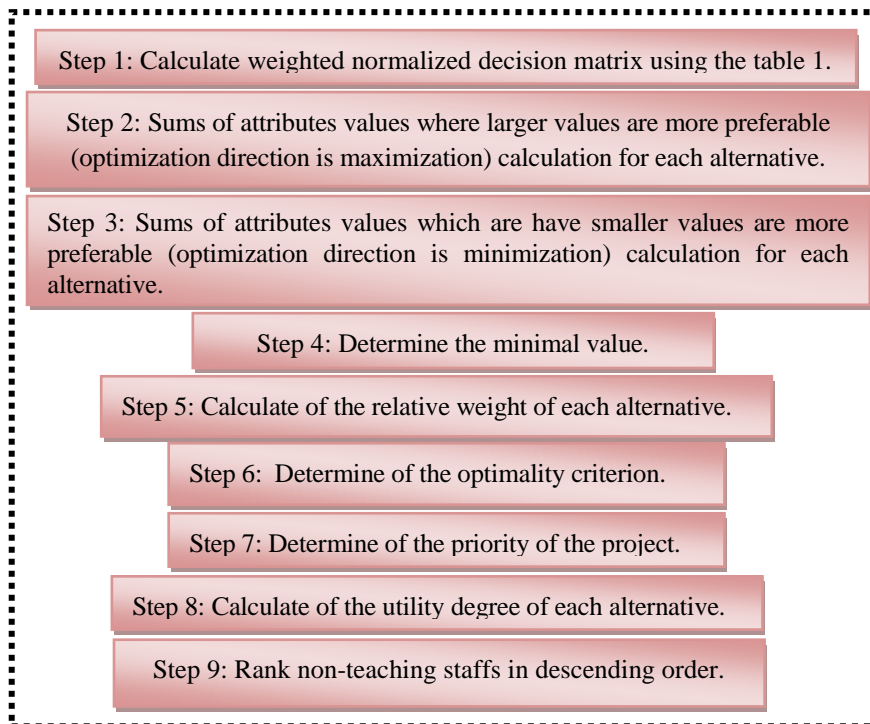 Step 1: Calculate weighted normalized decision matrix using the table 1.
Step 2: Sums of attributes values where larger values are more preferable
(optimization direction is maximization) calculation for each alternative.
Step 3: Sums of attributes values which are have smaller values are more
preferable (optimization direction is minimization) calculation for each
alternative.
Step 4: Determine the minimal value.
Step 5: Calculate of the relative weight of each alternative.
Step 6: Determine of the optimality criterion.
Step 7: Determine of the priority of the project.
Step 8: Calculate of the utility degree of each alternative.
Step 9: Rank non-teaching staffs in descending order.